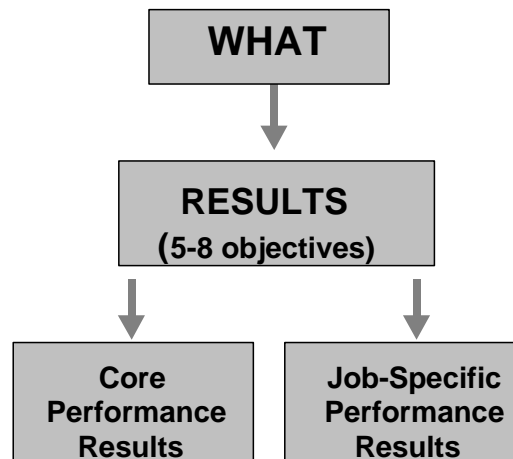 WHAT
RESULTS
(5-8 objectives)
Core
Performance
Results
Job-Specific
Performance
Results